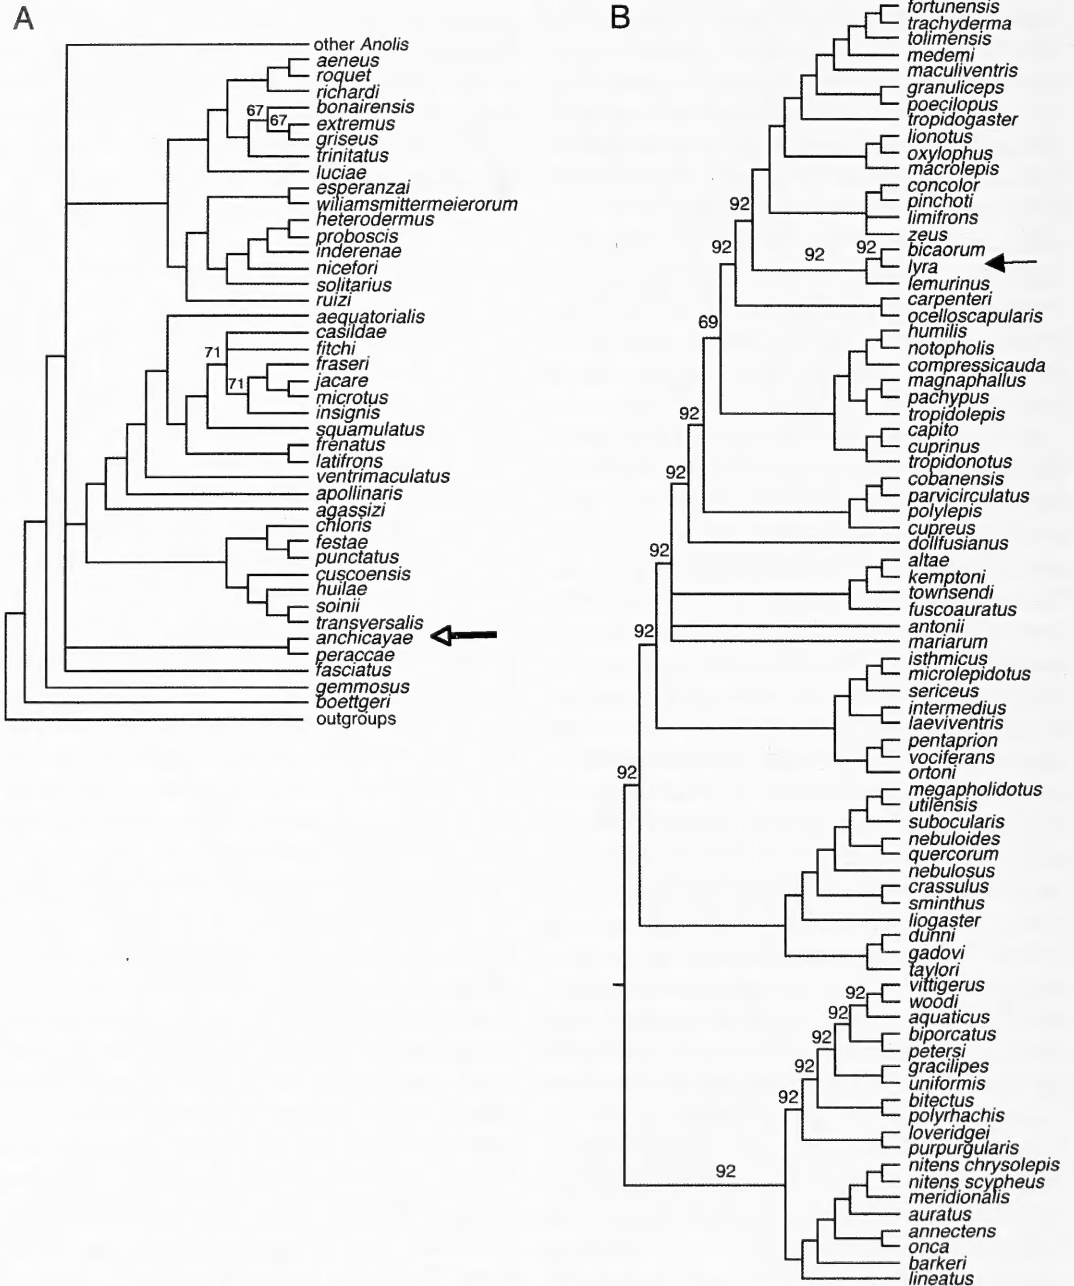 A
other Anolis
aeneus
roquet
richardi
67
bonairensis
67
extremus
griseus
trinitatus
luciae
esperanzai
wiliamsmittermeierorum
heterodermus
proboscis
inderenae
nicefori
solitarius
ruizi
aequatorialis
casildae
71
fitchi
fraseri
71
jacare
microtus
insignis
squamulatus
frenatus
latifrons
ventrimaculatus
apollinaris
agassizi
chloris
festae
punctatus
cuscoensis
huilae
soinii
transversalis
anchicayae
peraccae
fasciatus
gemmosus
boettgeri
outgroups
B
fortunensis
trachyderma
tolimensis
medemi
maculiventris
granuliceps
poecilopus
tropidogaster
lionotus
oxylophus
macrolepis
concolor
pinchoti
92
limifrons
zeus
92
92
92
bicaorum
lyra
lemurinus
carpenteri
ocelloscapularis
69
humilis
notopholis
compressicauda
magnaphallus
pachypus
92
tropidolepis
capito
cuprinus
tropidonotus
92
cobanensis
parvicirculatus
polylepis
cupreus
dollfusianus
92
altae
kemptoni
townsendi
fuscoauratus
antonii
92
mariarum
isthmicus
microlepidotus
sericeus
intermedius
laeviventris
pentaprion
vociferans
92
ortoni
megapholidotus
utilensis
subocularis
nebuloides
quercorum
nebulosus
crassulus
sminthus
liogaster
dunni
gadovi
taylori
92
vittigerus
woodi
92
aquaticus
92
biporcatus
petersi
92
gracilipes
uniformis
92
bitectus
polyrhachis
loveridgei
purpurgularis
92
nitens chrysolepis
nitens scypheus
meridionalis
auratus
annectens
onca
barkeri
lineatus